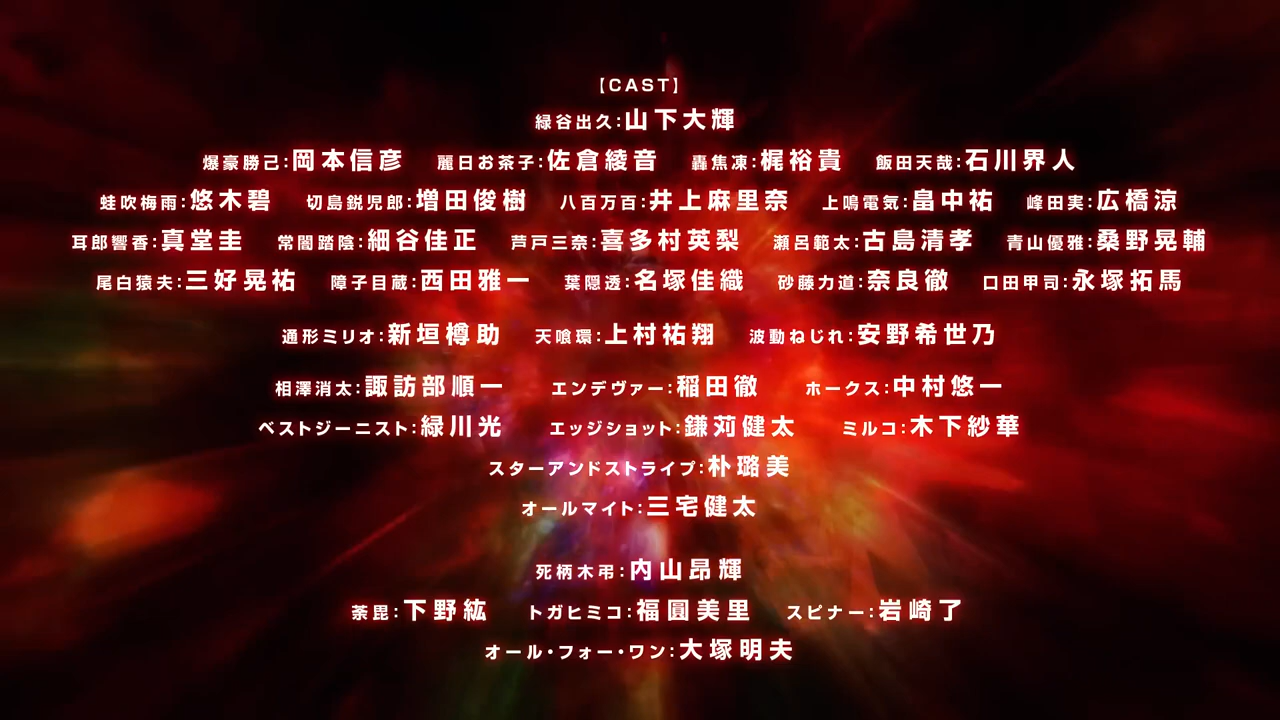 【CAST】
緑谷出久:山下大輝
爆豪勝己:岡本信彦 麗日お茶子:佐倉綾音 轟焦凍:梶裕貴 飯田天哉:石川界人
蛙吹梅雨:悠木碧 切島鋭児郎:増田俊樹 八百万百:井上麻里奈 上鳴電気:畠中祐 峰田実:広橋涼
耳郎響香:真堂圭 常闇踏陰:細谷佳正 芦戸三奈:喜多村英梨 瀬呂範太:古島清孝 青山優雅:桑野晃輔
尾白猿夫:三好晃祐 障子目蔵:西田雅一 葉隠透:名塚佳織 砂藤力道:奈良徹 口田甲司:永塚拓馬
通形ミリオ:新垣樽助 天喰環:上村祐翔 波動ねじれ:安野希世乃
相澤消太:諏訪部順一 エンデヴァー:稲田徹 ホークス:中村悠一
ベストジーニスト:緑川光 エッジショット:鎌苅健太 ミルコ:木下紗華
スターアンドストライプ:朴璐美
オールマイト:三宅健太
死柄木弔:内山昂輝
荼毘:下野紘 トガヒミコ:福圓美里 スピナー:岩崎了
オール・フォー・ワン:大塚明夫